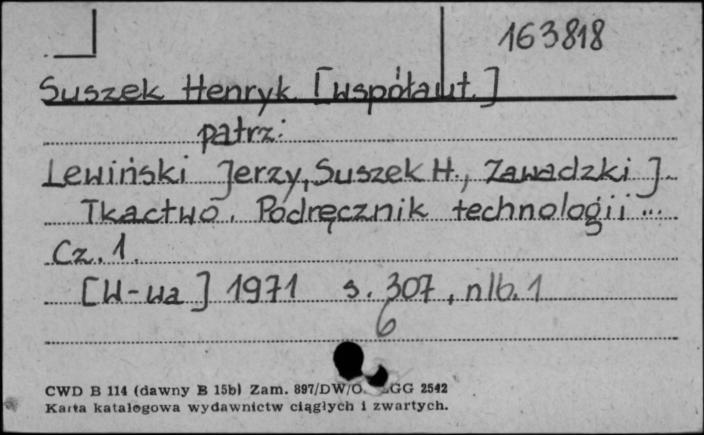 163818
Suszek Henryk [współaut.]
patrz:
Lewiński Jerzy, Suszek H., Zawadzki J.
Tkactwo. Podręcznik technologii ...
Cz. 1.
[W-wa] 1971 s. 307, nlb. 1
6
CWD B 114 (dawny B 15b) Zam. 897/DW/O. GG 2542
Karta katalogowa wydawnictw ciągłych i zwartych.